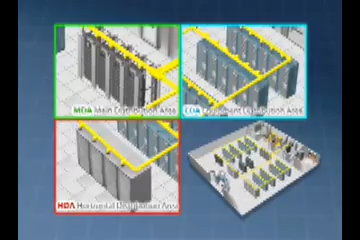 MDA Main Distribution Area
EDA Equipment Distribution Area
HDA Horizontal Distribution Area